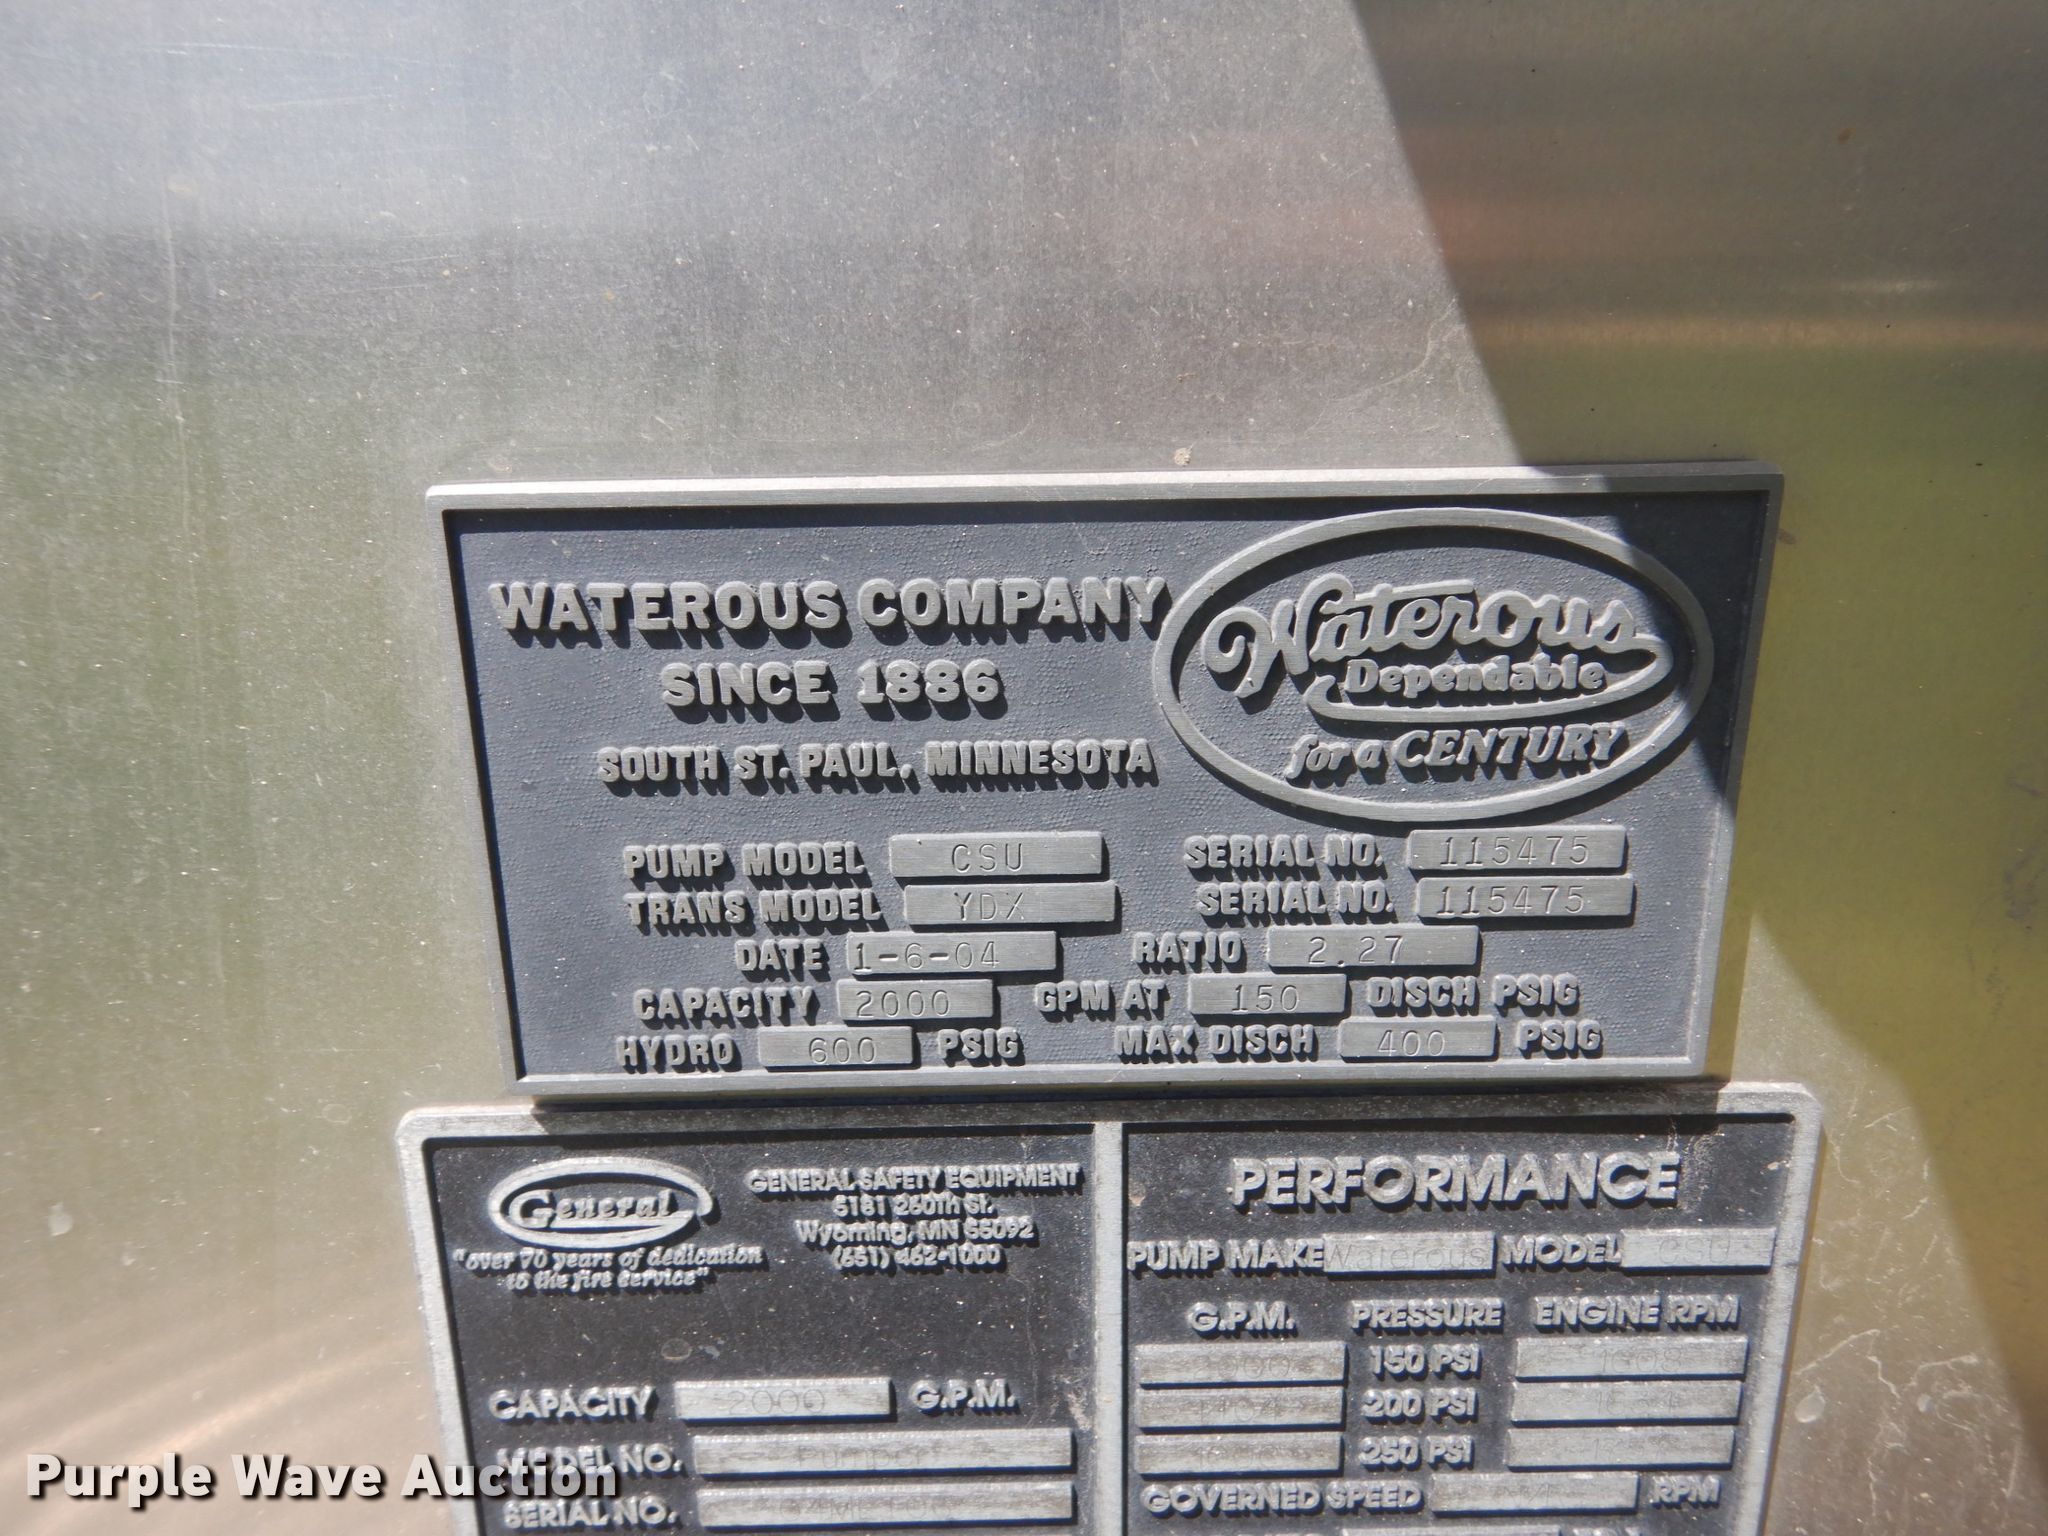 WATEROUS COMPANY
SINCE 1886
SOUTH ST. PAUL, MINNESOTA
Waterous
Dependable
for a CENTURY
PUMP MODEL CSU SERIAL NO. 115475
TRANS MODEL YDX SERIAL NO. 115475
DATE 1-6-04 RATIO 2.27
CAPACITY 2000 GPM AT 150 DISCH PSIG
HYDRO 600 PSIG MAX DISCH 400 PSIG
General
"over 70 years of dedication
to the fire service"
GENERAL SAFETY EQUIPMENT
5181 260th St.
Wyoming, MN 55092
(651) 462-1000
CAPACITY 2000 G.P.M.
MODEL NO. Pumper
SERIAL NO.
PERFORMANCE
PUMP MAKE Waterous MODEL CSU
G.P.M. PRESSURE ENGINE RPM
150 PSI
200 PSI
250 PSI
GOVERNED SPEED RPM
Purple Wave Auction